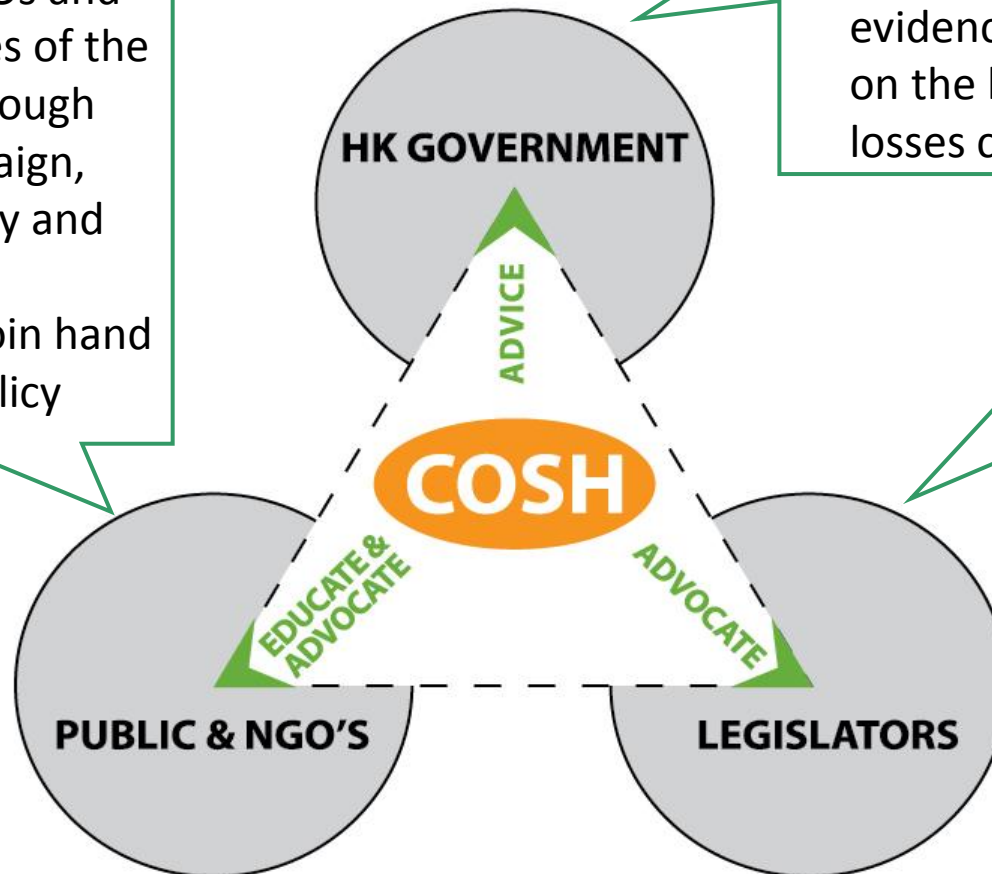 and
es of the
ough
aign,
y and
oin hand
licy
evidenc
on the
losses
HK GOVERNMENT
ADVICE
COSH
EDUCATE &
ADVOCATE
ADVOCATE
PUBLIC & NGO'S
LEGISLATORS